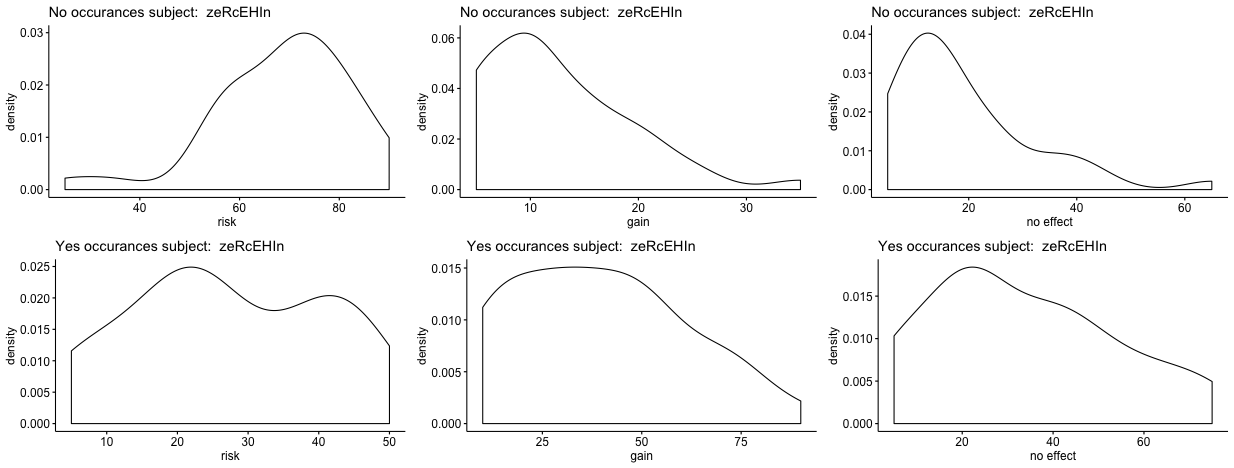 No occurances subject:  zeRcEHIn
0.03
0.02
0.01
0.00
density
40
60
80
risk
No occurances subject:  zeRcEHIn
0.06
0.04
0.02
0.00
density
10
20
30
gain
No occurances subject:  zeRcEHIn
0.04
0.03
0.02
0.01
0.00
density
20
40
60
no effect
Yes occurances subject:  zeRcEHIn
0.025
0.020
0.015
0.010
0.005
0.000
density
10
20
30
40
50
risk
Yes occurances subject:  zeRcEHIn
0.015
0.010
0.005
0.000
density
25
50
75
gain
Yes occurances subject:  zeRcEHIn
0.015
0.010
0.005
0.000
density
20
40
60
no effect